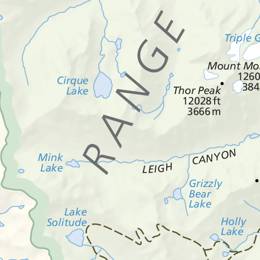 RANGE
Triple G
Mount Mo
1260
384
Thor Peak
12028 ft
3666 m
Cirque
Lake
Mink
Lake
LEIGH CANYON
Grizzly
Bear
Lake
Lake
Solitude
Holly
Lake